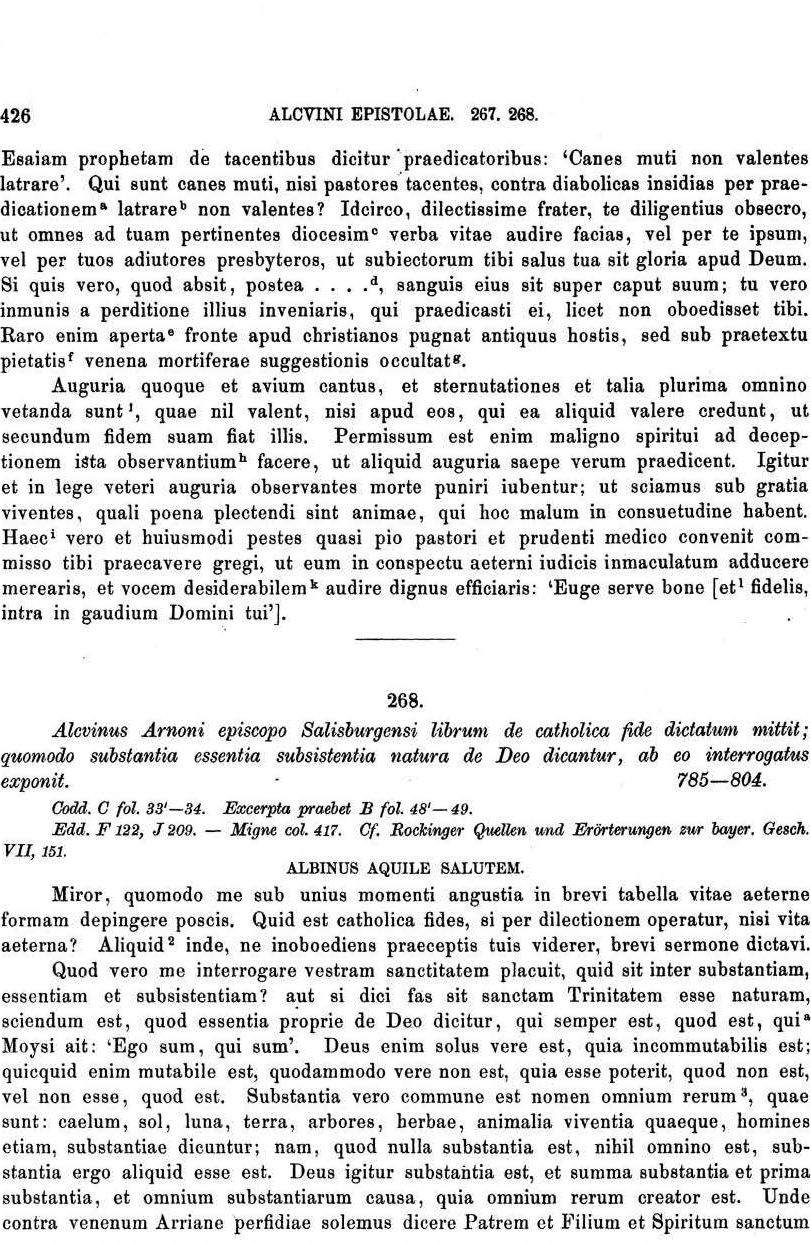 426 ALCVINI EPISTOLAE. 267. 268.
Esaiam prophetam de tacentibus dicitur praedicatoribus: ‘Canes muti non valentes
latrare’. Qui sunt canes muti, nisi pastores tacentes, contra diabolicas insidias per prae-
dicationemᵃ latrareᵇ non valentes? Idcirco, dilectissime frater, te diligentius obsecro,
ut omnes ad tuam pertinentes diocesimᶜ verba vitae audire facias, vel per te ipsum,
vel per tuos adiutores presbyteros, ut subiectorum tibi salus tua sit gloria apud Deum.
Si quis vero, quod absit, postea . . . .ᵈ, sanguis eius sit super caput suum; tu vero
inmunis a perditione illius inveniaris, qui praedicasti ei, licet non oboedisset tibi.
Raro enim apertaᵉ fronte apud christianos pugnat antiquus hostis, sed sub praetextu
pietatisᶠ venena mortiferae suggestionis occultatᵍ.
Auguria quoque et avium cantus, et sternutationes et talia plurima omnino
vetanda sunt¹, quae nil valent, nisi apud eos, qui ea aliquid valere credunt, ut
secundum fidem suam fiat illis. Permissum est enim maligno spiritui ad decep-
tionem ista observantiumʰ facere, ut aliquid auguria saepe verum praedicent. Igitur
et in lege veteri auguria observantes morte puniri iubentur; ut sciamus sub gratia
viventes, quali poena plectendi sint animae, qui hoc malum in consuetudine habent.
Haecⁱ vero et huiusmodi pestes quasi pio pastori et prudenti medico convenit com-
misso tibi praecavere gregi, ut eum in conspectu aeterni iudicis inmaculatum adducere
merearis, et vocem desiderabilemᵏ audire dignus efficiaris: ‘Euge serve bone [etˡ fidelis,
intra in gaudium Domini tui’].
268.
Alcvinus Arnoni episcopo Salisburgensi librum de catholica fide dictatum mittit;
quomodo substantia essentia subsistentia natura de Deo dicantur, ab eo interrogatus
exponit. 785—804.
Codd. C fol. 33'—34. Excerpta praebet B fol. 48'—49.
Edd. F 122, J 209. — Migne col. 417. Cf. Rockinger Quellen und Erörterungen zur bayer. Gesch.
VII, 151.
ALBINUS AQUILE SALUTEM.
Miror, quomodo me sub unius momenti angustia in brevi tabella vitae aeterne
formam depingere poscis. Quid est catholica fides, si per dilectionem operatur, nisi vita
aeterna? Aliquid² inde, ne inoboediens praeceptis tuis viderer, brevi sermone dictavi.
Quod vero me interrogare vestram sanctitatem placuit, quid sit inter substantiam,
essentiam et subsistentiam? aut si dici fas sit sanctam Trinitatem esse naturam,
sciendum est, quod essentia proprie de Deo dicitur, qui semper est, quod est, quiᵃ
Moysi ait: ‘Ego sum, qui sum’. Deus enim solus vere est, quia incommutabilis est;
quicquid enim mutabile est, quodammodo vere non est, quia esse poterit, quod non est,
vel non esse, quod est. Substantia vero commune est nomen omnium rerum³, quae
sunt: caelum, sol, luna, terra, arbores, herbae, animalia viventia quaeque, homines
etiam, substantiae dicuntur; nam, quod nulla substantia est, nihil omnino est, sub-
stantia ergo aliquid esse est. Deus igitur substantia est, et summa substantia et prima
substantia, et omnium substantiarum causa, quia omnium rerum creator est. Unde
contra venenum Arriane perfidiae solemus dicere Patrem et Filium et Spiritum sanctum